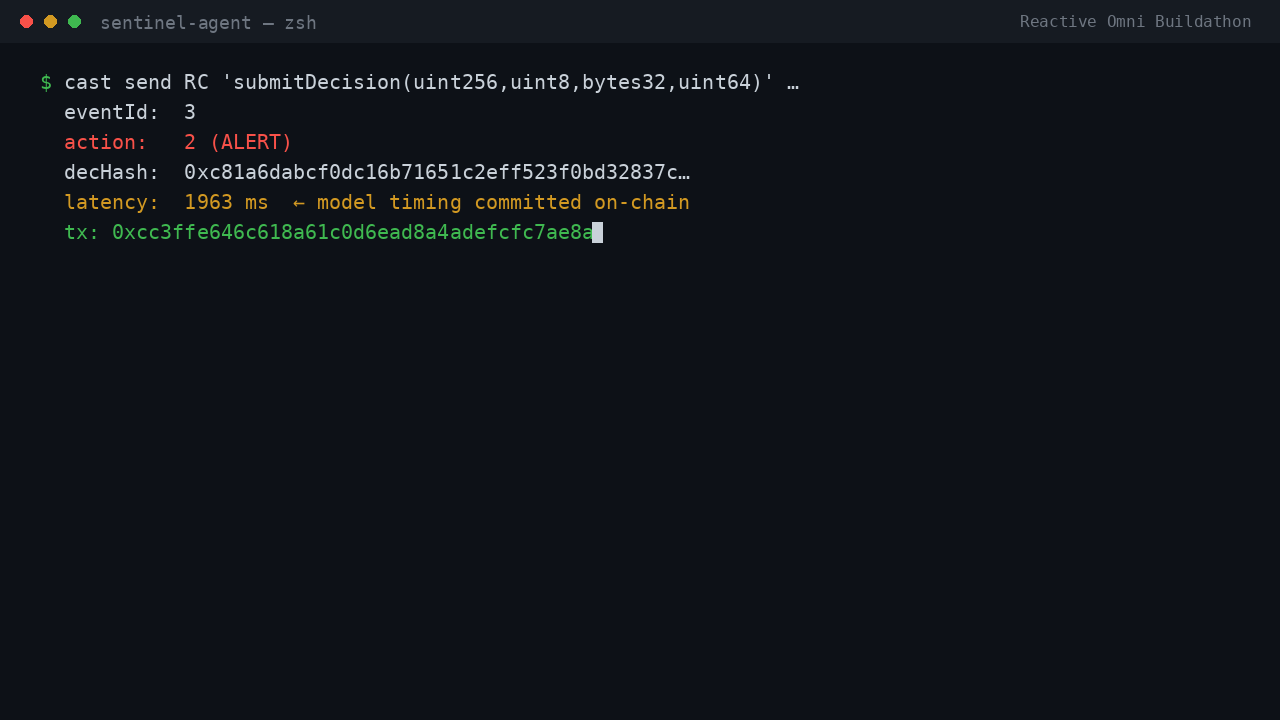 sentinel-agent — zsh
Reactive Omni Buildathon
$ cast send RC 'submitDecision(uint256,uint8,bytes32,uint64)' …
eventId: 3
action: 2 (ALERT)
decHash: 0xc81a6dabcf0dc16b71651c2eff523f0bd32837c…
latency: 1963 ms ← model timing committed on-chain
tx: 0xcc3ffe646c618a61c0d6ead8a4adefcfc7ae8a